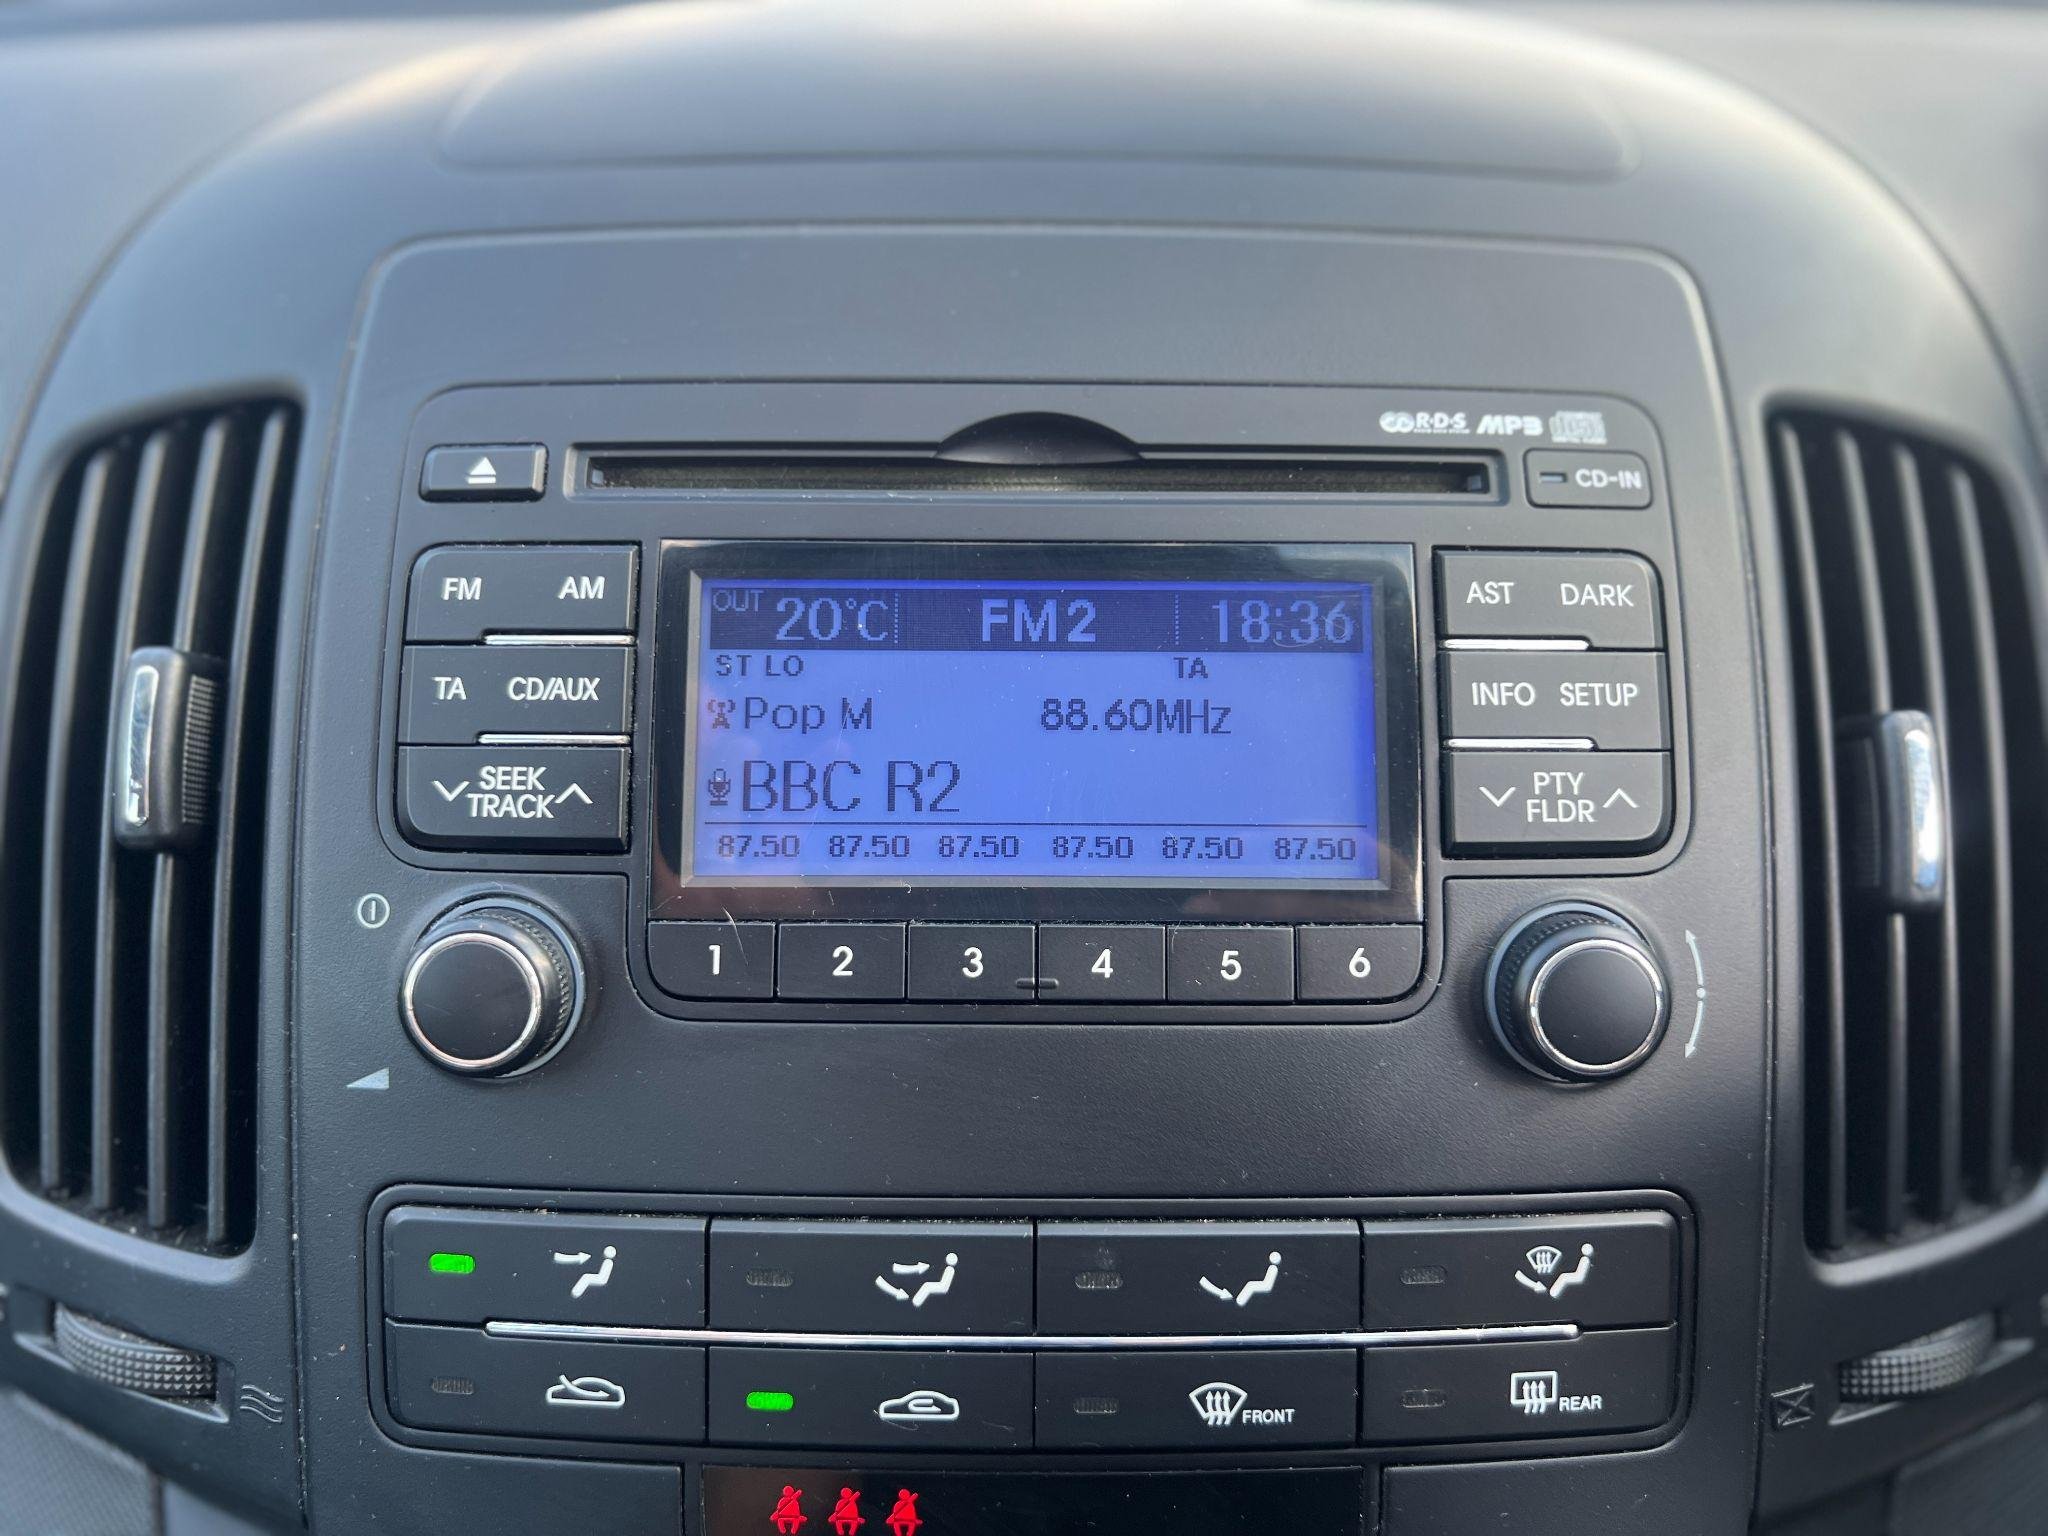 R·D·S MP3
CD-IN
FM AM
OUT 20°C FM2 18:36
AST DARK
ST LO TA
TA CD/AUX
Pop M 88.60MHz
INFO SETUP
BBC R2
SEEK
TRACK
PTY
FLDR
87.50 87.50 87.50 87.50 87.50 87.50
1 2 3 4 5 6
FRONT
REAR